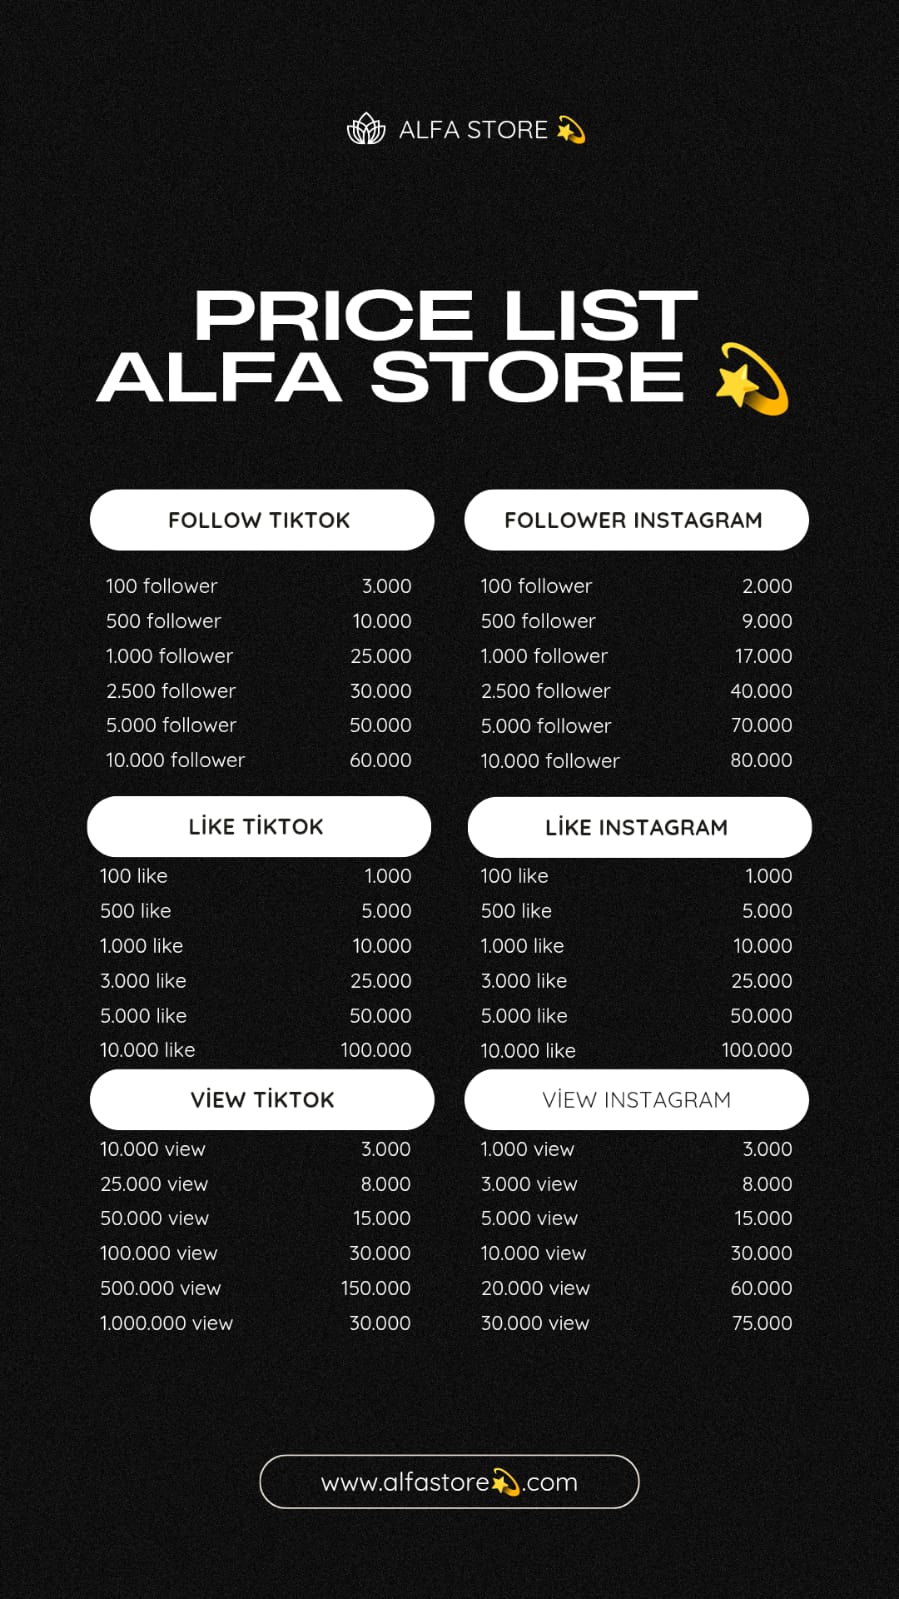 ALFA STORE 💫
PRICE LIST
ALFA STORE 💫
FOLLOW TIKTOK
100 follower 3.000
500 follower 10.000
1.000 follower 25.000
2.500 follower 30.000
5.000 follower 50.000
10.000 follower 60.000
FOLLOWER INSTAGRAM
100 follower 2.000
500 follower 9.000
1.000 follower 17.000
2.500 follower 40.000
5.000 follower 70.000
10.000 follower 80.000
LİKE TİKTOK
100 like 1.000
500 like 5.000
1.000 like 10.000
3.000 like 25.000
5.000 like 50.000
10.000 like 100.000
LİKE INSTAGRAM
100 like 1.000
500 like 5.000
1.000 like 10.000
3.000 like 25.000
5.000 like 50.000
10.000 like 100.000
VİEW TİKTOK
10.000 view 3.000
25.000 view 8.000
50.000 view 15.000
100.000 view 30.000
500.000 view 150.000
1.000.000 view 30.000
VİEW INSTAGRAM
1.000 view 3.000
3.000 view 8.000
5.000 view 15.000
10.000 view 30.000
20.000 view 60.000
30.000 view 75.000
www.alfastore💫.com